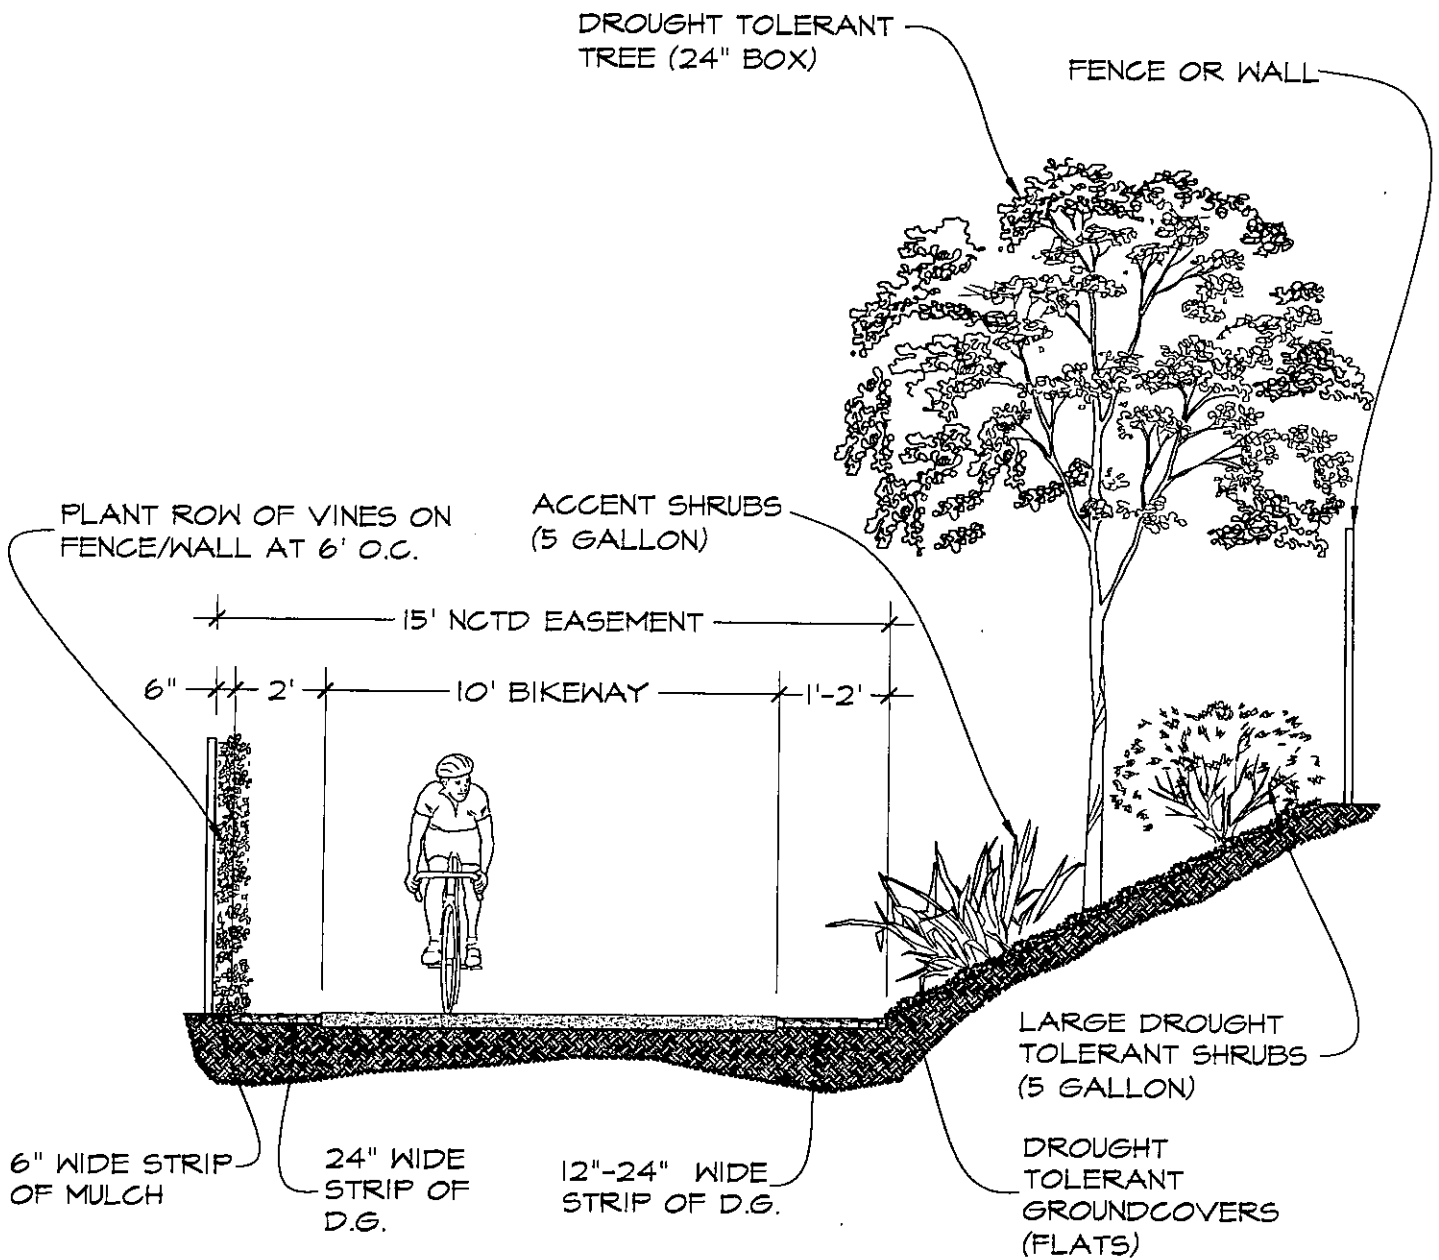 DROUGHT TOLERANT
TREE (24" BOX)
FENCE OR WALL
PLANT ROW OF VINES ON
FENCE/WALL AT 6' O.C.
ACCENT SHRUBS
(5 GALLON)
15' NCTD EASEMENT
6" 2' 10' BIKEWAY 1'-2'
LARGE DROUGHT
TOLERANT SHRUBS
(5 GALLON)
6" WIDE STRIP
OF MULCH
24" WIDE
STRIP OF
D.G.
12"-24" WIDE
STRIP OF D.G.
DROUGHT
TOLERANT
GROUNDCOVERS
(FLATS)